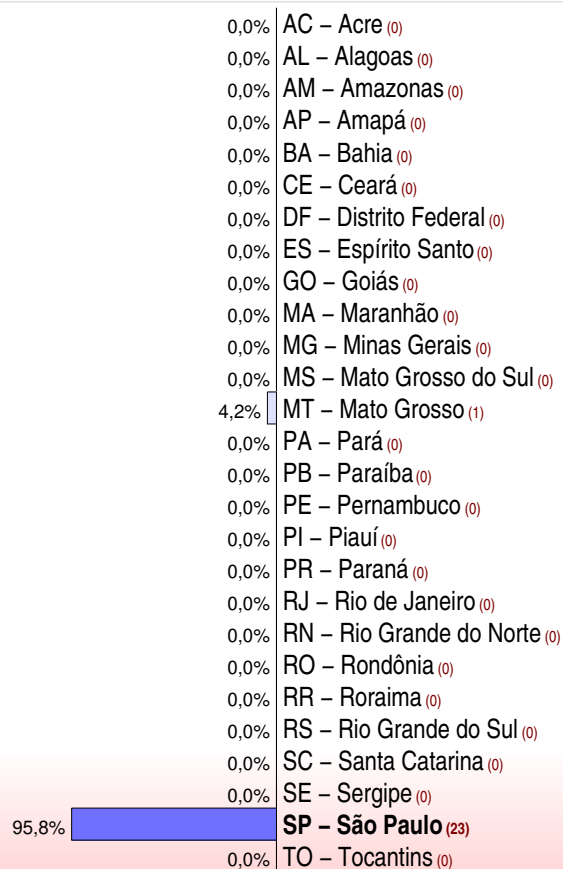 0,0% AC – Acre (0)
0,0% AL – Alagoas (0)
0,0% AM – Amazonas (0)
0,0% AP – Amapá (0)
0,0% BA – Bahia (0)
0,0% CE – Ceará (0)
0,0% DF – Distrito Federal (0)
0,0% ES – Espírito Santo (0)
0,0% GO – Goiás (0)
0,0% MA – Maranhão (0)
0,0% MG – Minas Gerais (0)
0,0% MS – Mato Grosso do Sul (0)
4,2% MT – Mato Grosso (1)
0,0% PA – Pará (0)
0,0% PB – Paraíba (0)
0,0% PE – Pernambuco (0)
0,0% PI – Piauí (0)
0,0% PR – Paraná (0)
0,0% RJ – Rio de Janeiro (0)
0,0% RN – Rio Grande do Norte (0)
0,0% RO – Rondônia (0)
0,0% RR – Roraima (0)
0,0% RS – Rio Grande do Sul (0)
0,0% SC – Santa Catarina (0)
0,0% SE – Sergipe (0)
95,8% SP – São Paulo (23)
0,0% TO – Tocantins (0)